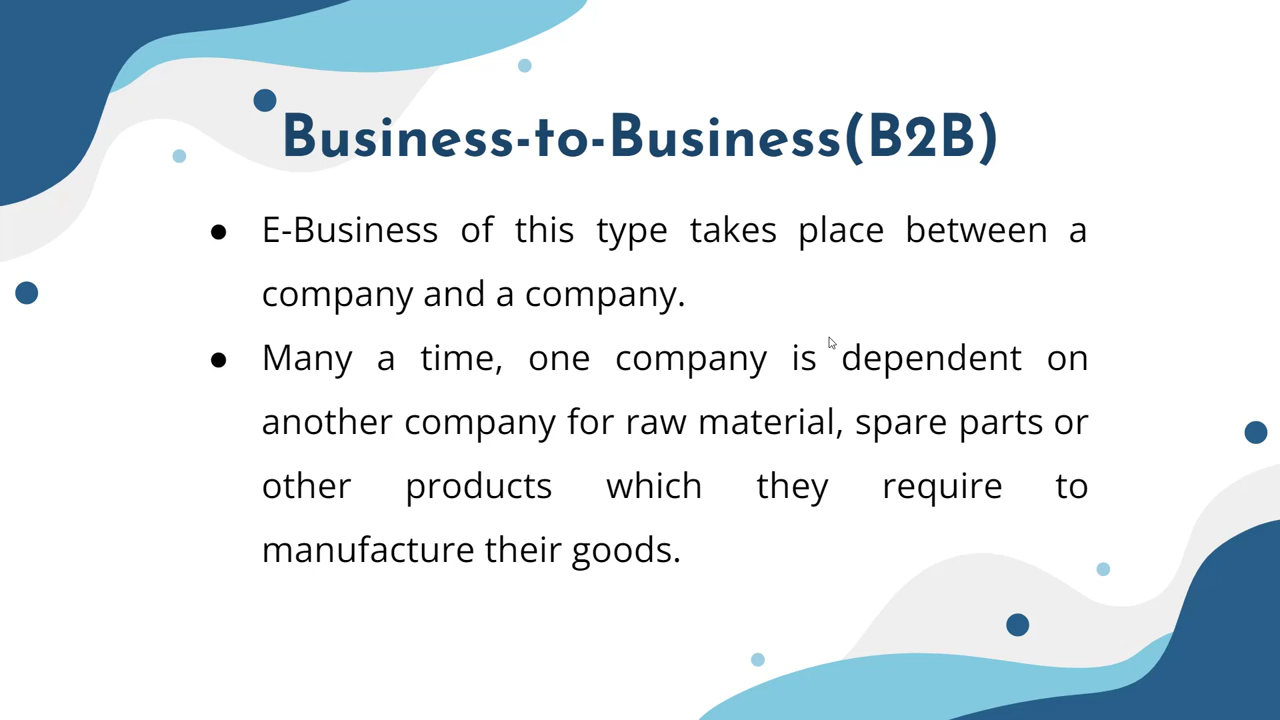 Business-to-Business(B2B)
● E-Business of this type takes place between a
company and a company.
● Many a time, one company is dependent on
another company for raw material, spare parts or
other products which they require to
manufacture their goods.